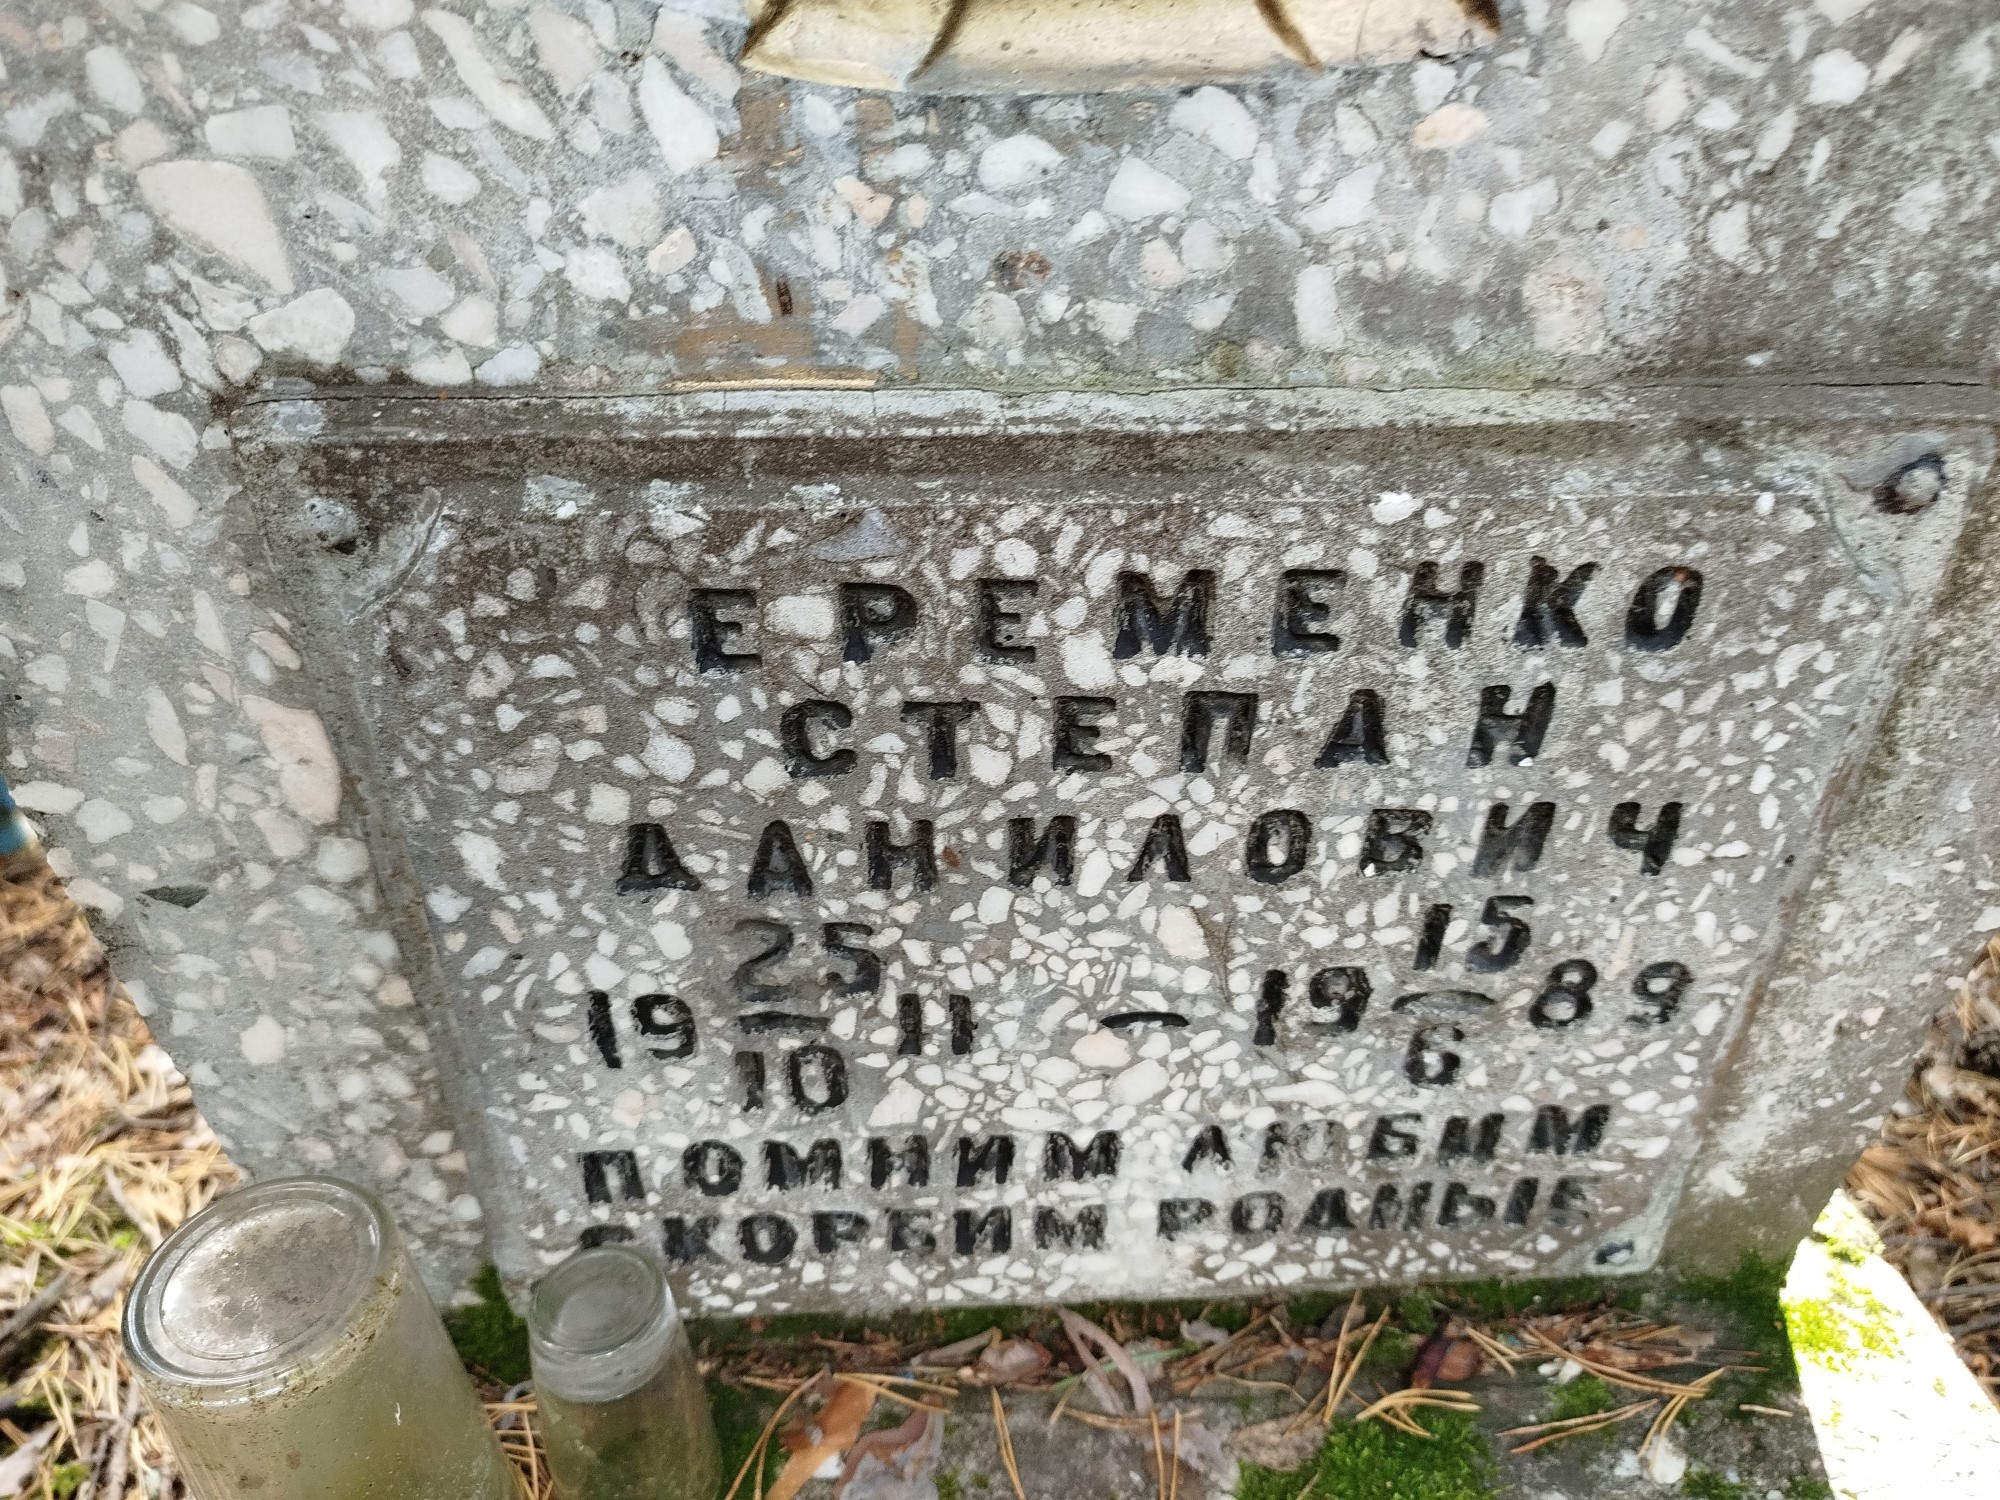 ЕРЕМЕНКО
СТЕПАН
ДАНИЛОВИЧ
19 25/10 11 — 19 15/6 89
ПОМНИМ ЛЮБИМ
СКОРБИМ РОДНЫЕ